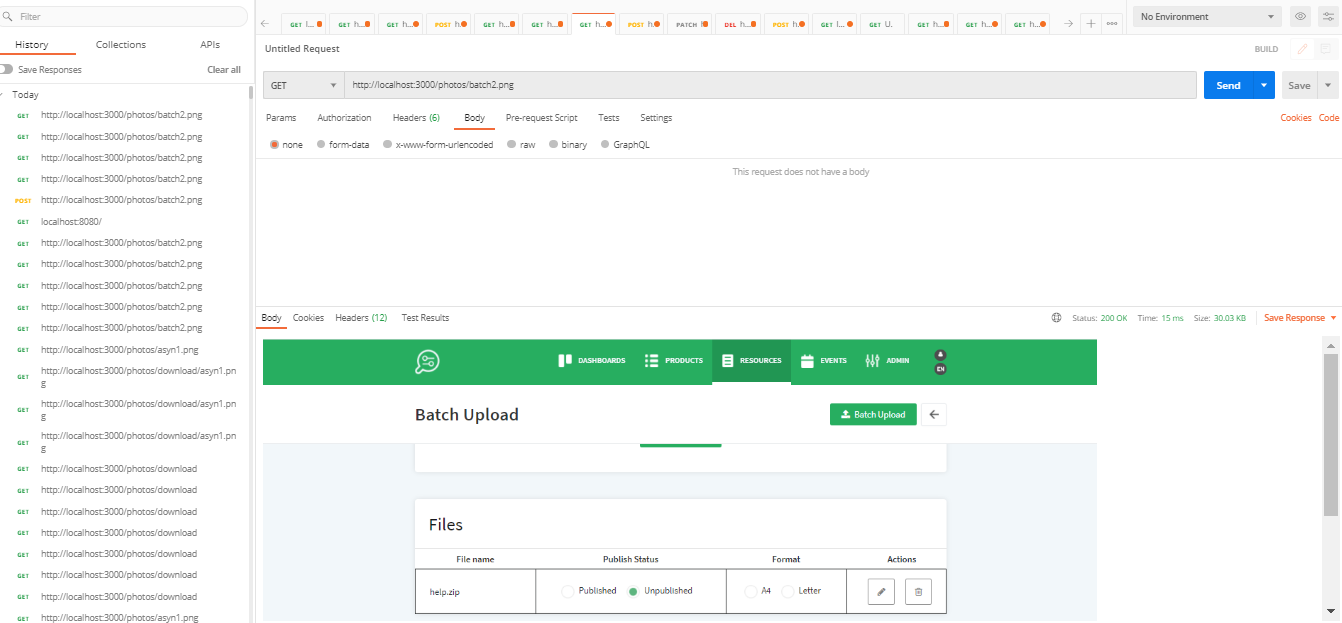 Filter
History Collections APIs
Save Responses Clear all
Today
GET http://localhost:3000/photos/batch2.png
GET http://localhost:3000/photos/batch2.png
GET http://localhost:3000/photos/batch2.png
GET http://localhost:3000/photos/batch2.png
POST http://localhost:3000/photos/batch2.png
GET localhost:8080/
GET http://localhost:3000/photos/batch2.png
GET http://localhost:3000/photos/batch2.png
GET http://localhost:3000/photos/batch2.png
GET http://localhost:3000/photos/batch2.png
GET http://localhost:3000/photos/batch2.png
GET http://localhost:3000/photos/asyn1.png
GET http://localhost:3000/photos/download/asyn1.pn
g
GET http://localhost:3000/photos/download/asyn1.pn
g
GET http://localhost:3000/photos/download/asyn1.pn
g
GET http://localhost:3000/photos/download
GET http://localhost:3000/photos/download
GET http://localhost:3000/photos/download
GET http://localhost:3000/photos/download
GET http://localhost:3000/photos/download
GET http://localhost:3000/photos/download
GET http://localhost:3000/photos/download
GET http://localhost:3000/photos/asyn1.png
GET l... GET h... GET h... POST h. GET h... GET h... GET h... POST h. PATCH DEL h... POST h. GET l... GET U. GET h... GET h... GET h...
No Environment
Untitled Request BUILD
GET http://localhost:3000/photos/batch2.png Send Save
Params Authorization Headers (6) Body Pre-request Script Tests Settings Cookies Code
none form-data x-www-form-urlencoded raw binary GraphQL
This request does not have a body
Body Cookies Headers (12) Test Results Status: 200 OK Time: 15 ms Size: 30.03 KB Save Response
DASHBOARDS PRODUCTS RESOURCES EVENTS ADMIN EN
Batch Upload Batch Upload
Files
File name Publish Status Format Actions
help.zip Published Unpublished A4 Letter